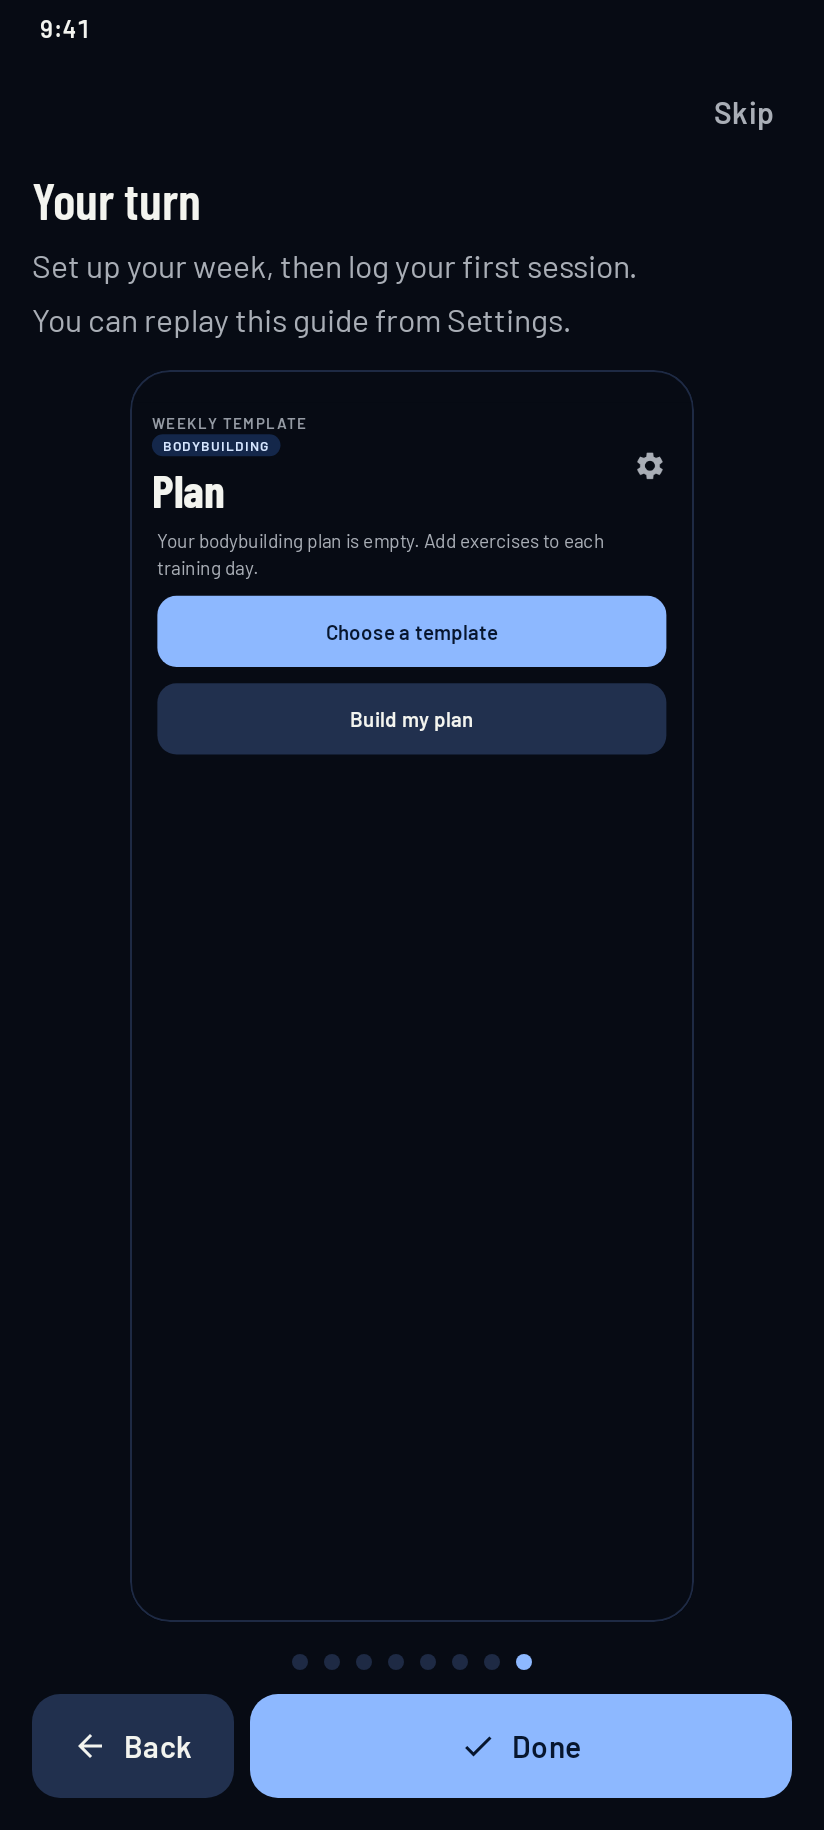 9:41
Skip
Your turn
Set up your week, then log your first session.
You can replay this guide from Settings.
WEEKLY TEMPLATE
BODYBUILDING
Plan
Your bodybuilding plan is empty. Add exercises to each
training day.
Choose a template
Build my plan
Back
Done